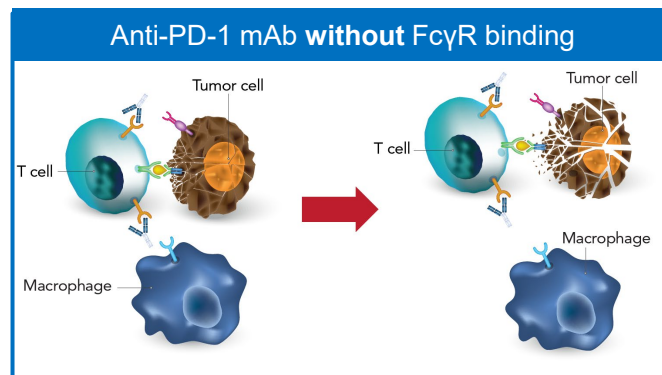 Anti-PD-1 mAb without FcγR binding
Tumor cell
T cell
Macrophage
Tumor cell
T cell
Macrophage